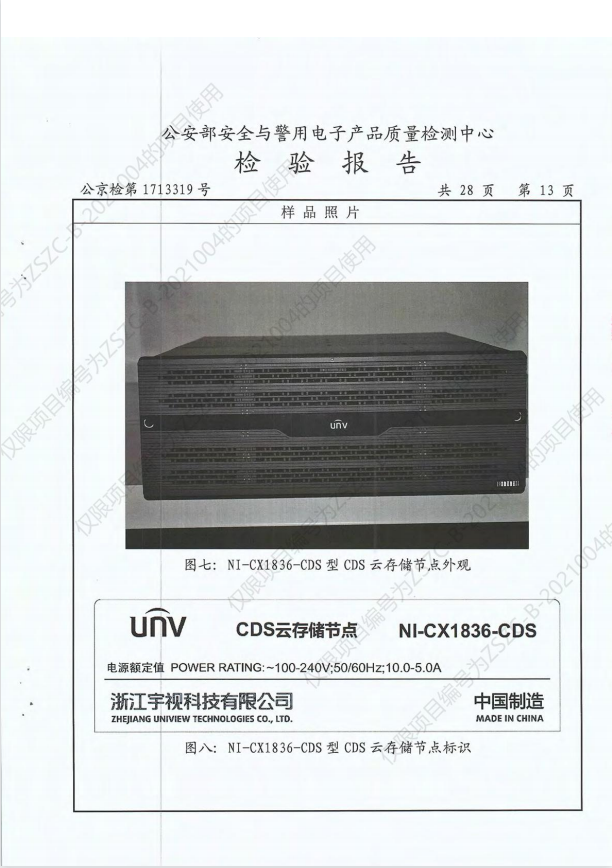 公安部安全与警用电子产品质量检测中心
检 验 报 告
公京检第 1713319 号 共 28 页 第 13 页
样 品 照 片
unv
图七：NI-CX1836-CDS 型 CDS 云存储节点外观
unv CDS云存储节点 NI-CX1836-CDS
电源额定值 POWER RATING:~100-240V;50/60Hz;10.0-5.0A
浙江宇视科技有限公司 中国制造
ZHEJIANG UNIVIEW TECHNOLOGIES CO., LTD. MADE IN CHINA
图八：NI-CX1836-CDS 型 CDS 云存储节点标识
仅限项目编号为ZSZC-B-2021004的项目使用